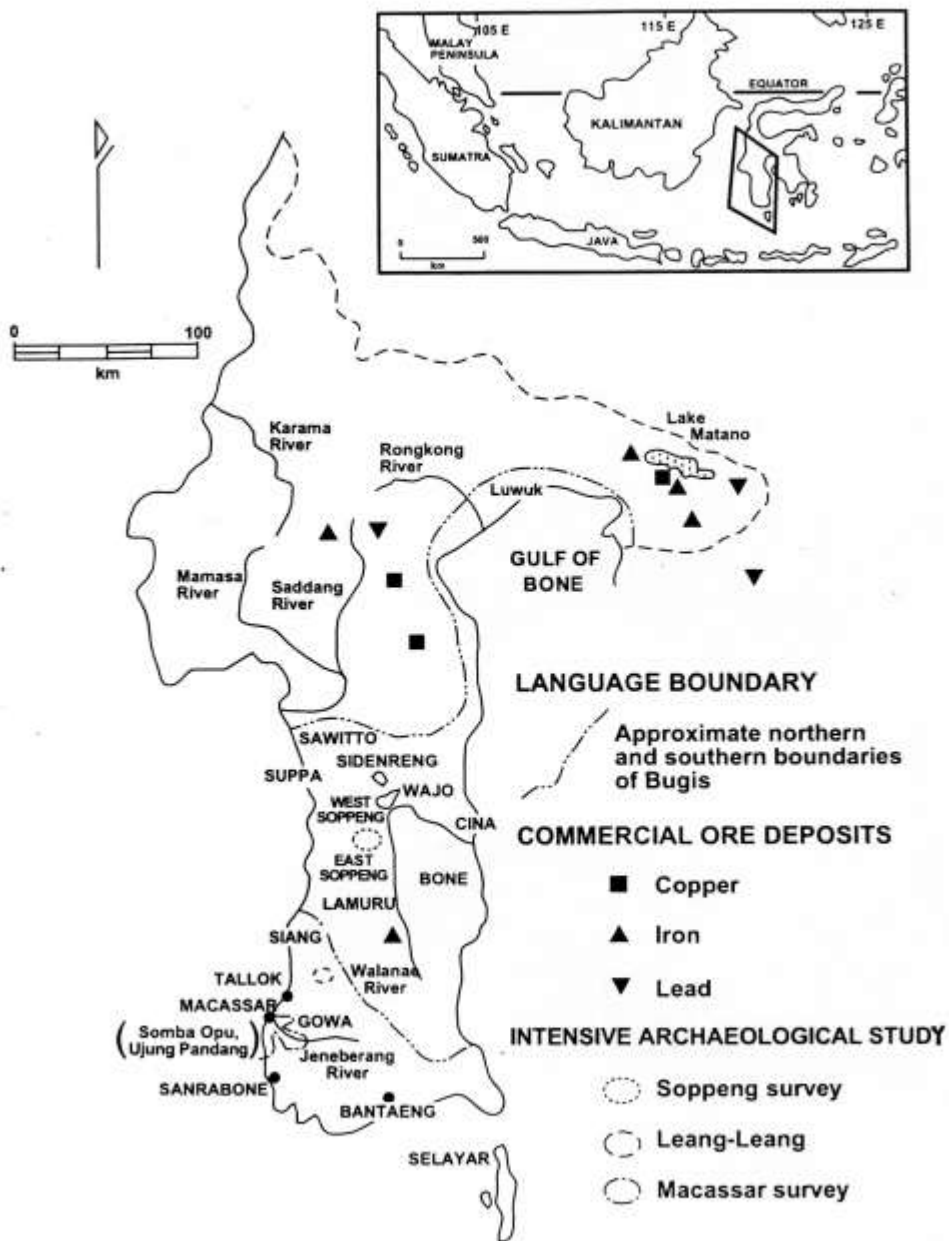 105 E
115 E
125 E
MALAY
PENINSULA
EQUATOR
KALIMANTAN
SUMATRA
JAVA
0 500
km
0 100
km
Karama
River
Rongkong
River
Lake
Matano
Luwuk
GULF OF
BONE
Mamasa
River
Saddang
River
LANGUAGE BOUNDARY
Approximate northern
and southern boundaries
of Bugis
SAWITTO
SIDENRENG
SUPPA
WAJO
WEST
SOPPENG
CINA
EAST
SOPPENG
BONE
LAMURU
COMMERCIAL ORE DEPOSITS
Copper
Iron
Lead
SIANG
Walanae
River
TALLOK
MACASSAR
GOWA
(Somba Opu,
Ujung Pandang)
Jeneberang
River
SANRABONE
BANTAENG
SELAYAR
INTENSIVE ARCHAEOLOGICAL STUDY
Soppeng survey
Leang-Leang
Macassar survey